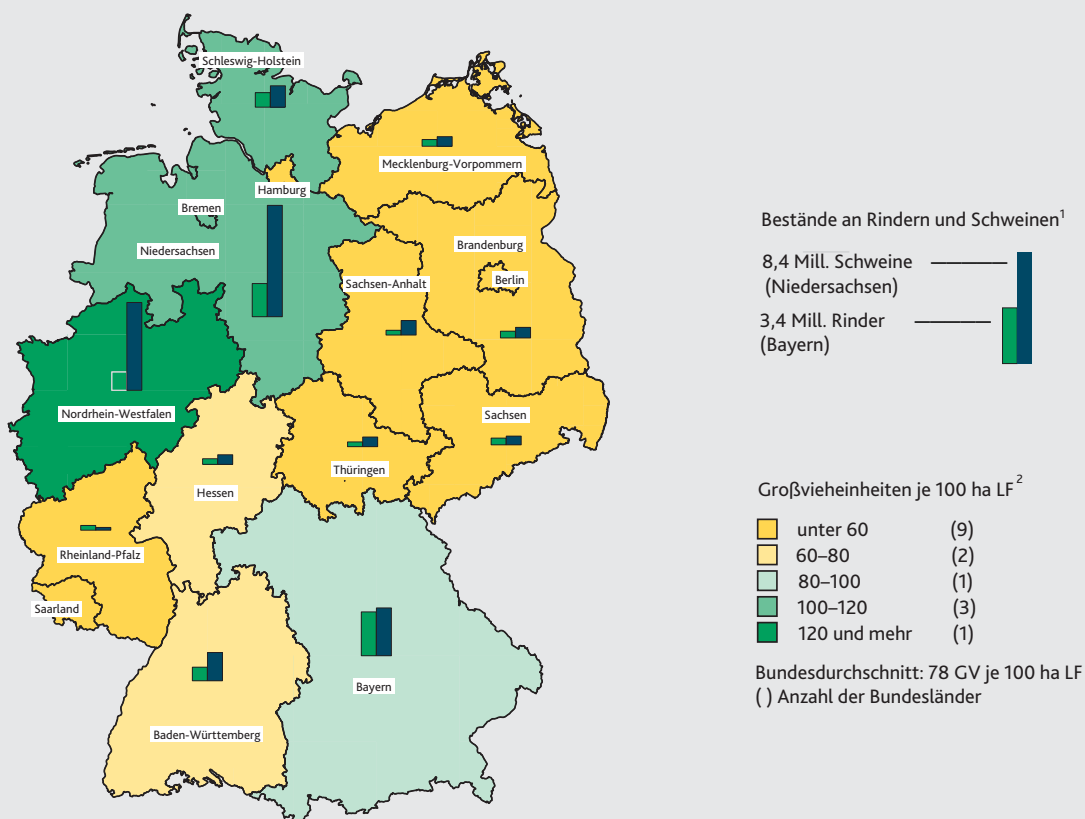 Schleswig-Holstein
Mecklenburg-Vorpommern
Hamburg
Bremen
Niedersachsen
Brandenburg
Berlin
Sachsen-Anhalt
Nordrhein-Westfalen
Sachsen
Thüringen
Hessen
Rheinland-Pfalz
Saarland
Bayern
Baden-Württemberg
Bestände an Rindern und Schweinen¹
8,4 Mill. Schweine
(Niedersachsen)
3,4 Mill. Rinder
(Bayern)
Großvieheinheiten je 100 ha LF²
unter 60 (9)
60–80 (2)
80–100 (1)
100–120 (3)
120 und mehr (1)
Bundesdurchschnitt: 78 GV je 100 ha LF
( ) Anzahl der Bundesländer